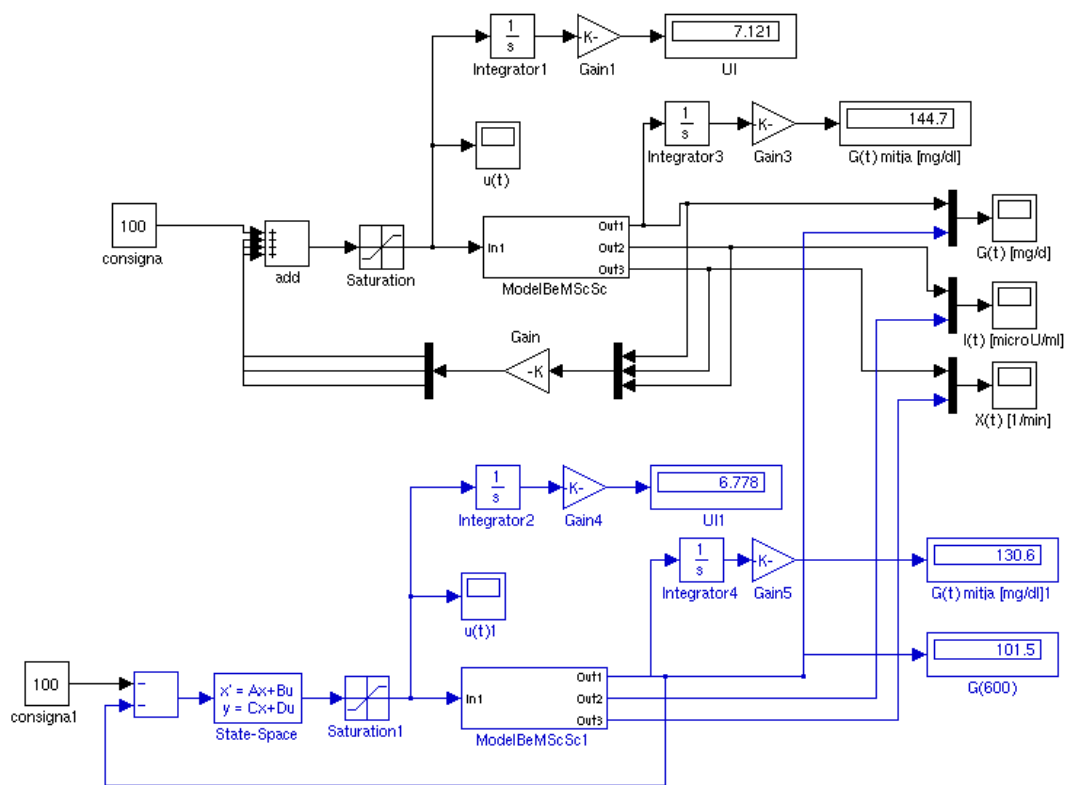 1
s
-K-
7.121
Integrator1
Gain1
UI
1
s
-K-
144.7
Integrator3
Gain3
G(t) mitja [mg/dl]
u(t)
100
consigna
+
+
+
+
add
Saturation
In1
Out1
Out2
Out3
ModelBeMScSc
G(t) [mg/d]
I(t) [microU/ml]
X(t) [1/min]
Gain
-K
1
s
-K-
6.778
Integrator2
Gain4
UI1
1
s
-K-
130.6
Integrator4
Gain5
G(t) mitja [mg/dl]1
u(t)1
101.5
G(600)
100
consigna1
−
−
x' = Ax+Bu
y = Cx+Du
State-Space
Saturation1
In1
Out1
Out2
Out3
ModelBeMScSc1